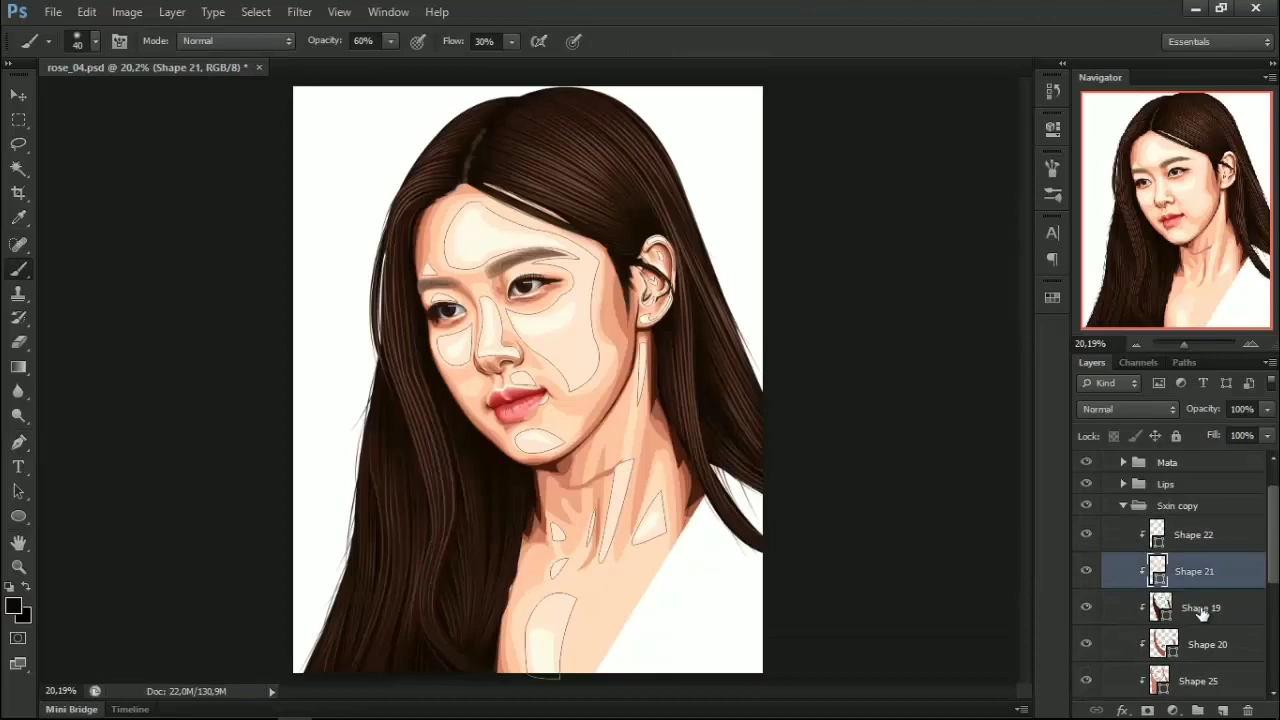 Ps File Edit Image Layer Type Select Filter View Window Help
40 Mode: Normal Opacity: 60% Flow: 30% Essentials
rose_04.psd @ 20,2% (Shape 21, RGB/8) * ×
Navigator
20,19%
Layers Channels Paths
Kind
Normal Opacity: 100%
Lock: Fill: 100%
Mata
Lips
Sxin copy
Shape 22
Shape 21
Shape 19
Shape 20
Shape 25
20,19% Doc: 22,0M/130,9M
Mini Bridge Timeline